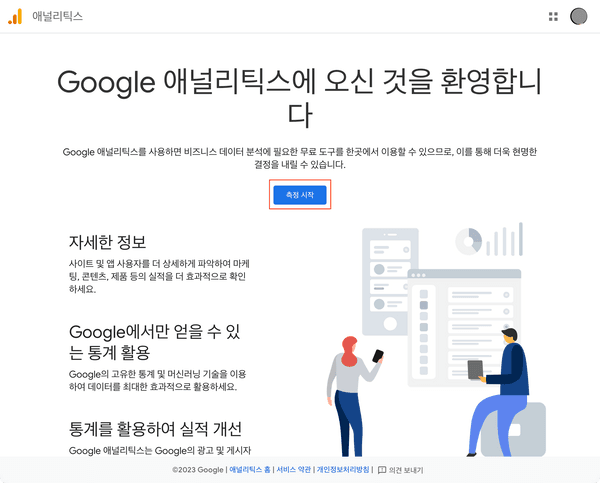 애널리틱스
Google 애널리틱스에 오신 것을 환영합니
다
Google 애널리틱스를 사용하면 비즈니스 데이터 분석에 필요한 무료 도구를 한곳에서 이용할 수 있으므로, 이를 통해 더욱 현명한
결정을 내릴 수 있습니다.
측정 시작
자세한 정보
사이트 및 앱 사용자를 더 상세하게 파악하여 마케
팅, 콘텐츠, 제품 등의 실적을 더 효과적으로 확인
하세요.
Google에서만 얻을 수 있
는 통계 활용
Google의 고유한 통계 및 머신러닝 기술을 이용
하여 데이터를 최대한 효과적으로 활용하세요.
통계를 활용하여 실적 개선
Google 애널리틱스는 Google의 광고 및 게시자
©2023 Google | 애널리틱스 홈 | 서비스 약관 | 개인정보처리방침 | 의견 보내기